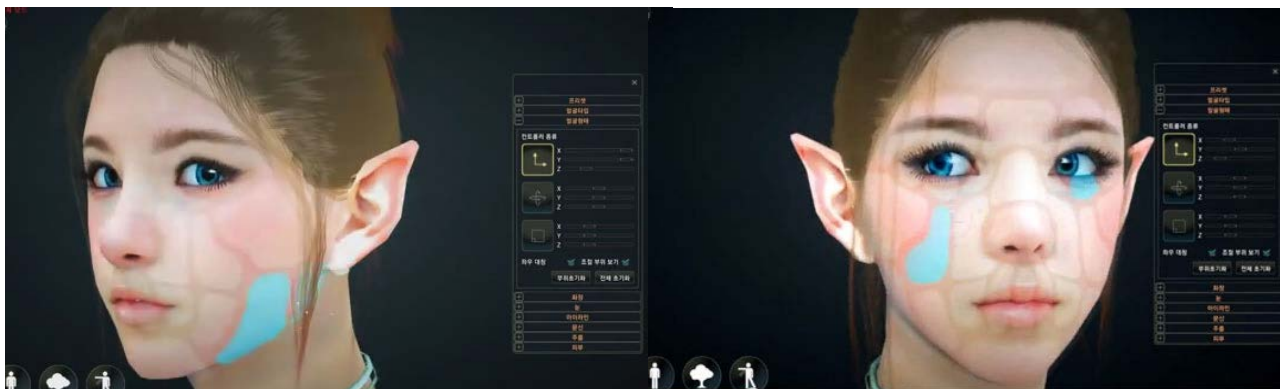 프리셋
얼굴타입
얼굴형태
컨트롤러 종류
X
Y
Z
X
Y
Z
X
Y
Z
좌우 대칭
조절 부위 보기
부위초기화
전체 초기화
화장
눈
아이라인
문신
주름
피부
프리셋
얼굴타입
얼굴형태
컨트롤러 종류
X
Y
Z
X
Y
Z
X
Y
Z
좌우 대칭
조절 부위 보기
부위초기화
전체 초기화
화장
눈
아이라인
문신
주름
피부